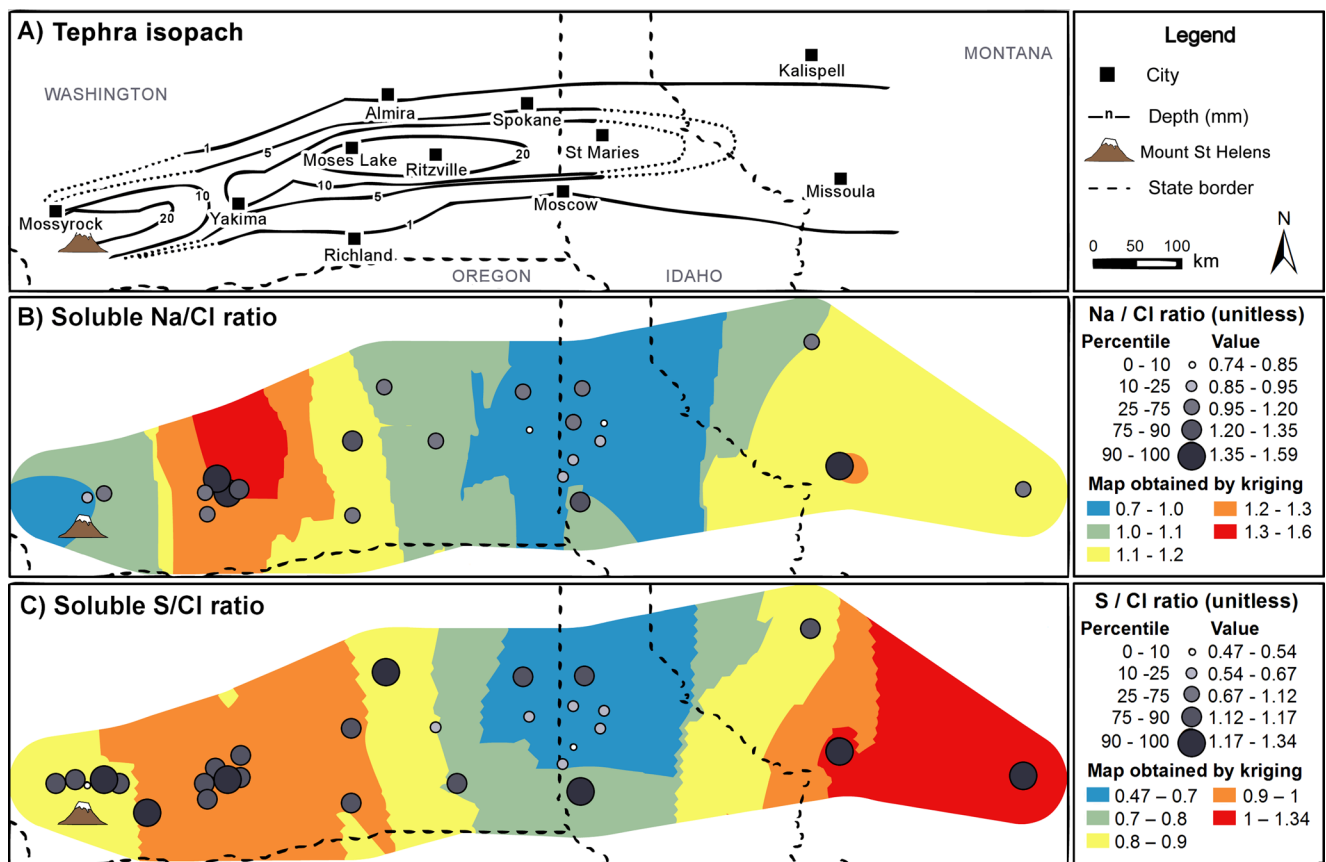 A) Tephra isopach
WASHINGTON
MONTANA
Kalispell
Almira
Spokane
1
5
Moses Lake
Ritzville
20
St Maries
10
10
5
Missoula
Mossyrock
20
Yakima
1
Moscow
Richland
OREGON
IDAHO
Legend
City
n Depth (mm)
Mount St Helens
State border
N
0 50 100
km
B) Soluble Na/Cl ratio
Na / Cl ratio (unitless)
Percentile Value
0 - 10 0.74 - 0.85
10 -25 0.85 - 0.95
25 -75 0.95 - 1.20
75 - 90 1.20 - 1.35
90 - 100 1.35 - 1.59
Map obtained by kriging
0.7 - 1.0 1.2 - 1.3
1.0 - 1.1 1.3 - 1.6
1.1 - 1.2
C) Soluble S/Cl ratio
S / Cl ratio (unitless)
Percentile Value
0 - 10 0.47 - 0.54
10 -25 0.54 - 0.67
25 -75 0.67 - 1.12
75 - 90 1.12 - 1.17
90 - 100 1.17 - 1.34
Map obtained by kriging
0.47 – 0.7 0.9 – 1
0.7 – 0.8 1 – 1.34
0.8 – 0.9